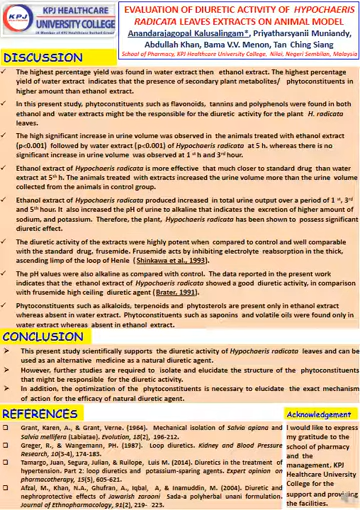 KPJ HEALTHCARE
UNIVERSITY COLLEGE
(A Member of KPJ Healthcare Berhad Group)
EVALUATION OF DIURETIC ACTIVITY OF HYPOCHAERIS
RADICATA LEAVES EXTRACTS ON ANIMAL MODEL
Anandarajagopal Kalusalingam*, Priyatharsyanii Muniandy,
Abdullah Khan, Bama V.V. Menon, Tan Ching Siang
School of Pharmacy, KPJ Healthcare University College. Nilai, Negeri Sembilan, Malaysia
DISCUSSION
✓ The highest percentage yield was found in water extract then ethanol extract. The highest percentage
yield of water extract indicates that the presence of secondary plant metabolites/ phytoconstituents in
higher amount than ethanol extract.
✓ In this present study, phytoconstituents such as flavonoids, tannins and polyphenols were found in both
ethanol and water extracts might be responsible for the diuretic activity for the plant H. radicata
leaves.
✓ The high significant increase in urine volume was observed in the animals treated with ethanol extract
(p<0.001) followed by water extract (p<0.001) of Hypochaeris radicata at 5 h. whereas there is no
significant increase in urine volume was observed at 1 st h and 3rd hour.
✓ Ethanol extract of Hypochaeris radicata is more effective that much closer to standard drug than water
extract at 5th h. The animals treated with extracts increased the urine volume more than the urine volume
collected from the animals in control group.
✓ Ethanol extract of Hypochaeris radicata produced increased in total urine output over a period of 1 st, 3rd
and 5th hour. It also increased the pH of urine to alkaline that indicates the excretion of higher amount of
sodium, and potassium. Therefore, the plant, Hypochaeris radicata has been shown to possess significant
diuretic effect.
✓ The diuretic activity of the extracts were highly potent when compared to control and well comparable
with the standard drug, frusemide. Frusemide acts by inhibiting electrolyte reabsorption in the thick,
ascending limp of the loop of Henle ( Shinkawa et al., 1993).
✓ The pH values were also alkaline as compared with control. The data reported in the present work
indicates that the ethanol extract of Hypochaeris radicata showed a good diuretic activity, in comparison
with frusemide high ceiling diuretic agent (Brater, 1991).
✓ Phytoconstituents such as alkaloids, terpenoids and phytosterols are present only in ethanol extract
whereas absent in water extract. Phytoconstituents such as saponins and volatile oils were found only in
water extract whereas absent in ethanol extract.
CONCLUSION
➢ This present study scientifically supports the diuretic activity of Hypochaeris radicata leaves and can be
used as an alternative medicine as a natural diuretic agent.
➢ However, further studies are required to isolate and elucidate the structure of the phytoconstituents
that might be responsible for the diuretic activity.
➢ In addition, the optimization of the phytoconstituents is necessary to elucidate the exact mechanism
of action for the efficacy of natural diuretic agent.
REFERENCES
❑ Grant, Karen, A., & Grant, Verne. (1964). Mechanical isolation of Salvia apiana and
Salvia mellifera (Labiatae). Evolution, 18(2), 196-212.
❑ Greger, R., & Wangemann, PH. (1987). Loop diuretics. Kidney and Blood Pressure
Research, 10(3-4), 174-183.
❑ Tamargo, Juan, Segura, Julian, & Ruilope, Luis M. (2014). Diuretics in the treatment of
hypertension. Part 2: loop diuretics and potassium-sparing agents. Expert opinion on
pharmacotherapy, 15(5), 605-621.
❑ Afzal, M., Khan, N.A., Ghufran, A., Iqbal, A, & Inamuddin, M. (2004). Diuretic and
nephroprotective effects of Jawarish zarooni Sada-a polyherbal unani formulation.
Journal of Ethnopharmacology, 91(2), 219- 223.
Acknowledgement
I would like to express
my gratitude to the
school of pharmacy
and the
management. KPJ
Healthcare University
College for the
support and providing
the facilities.